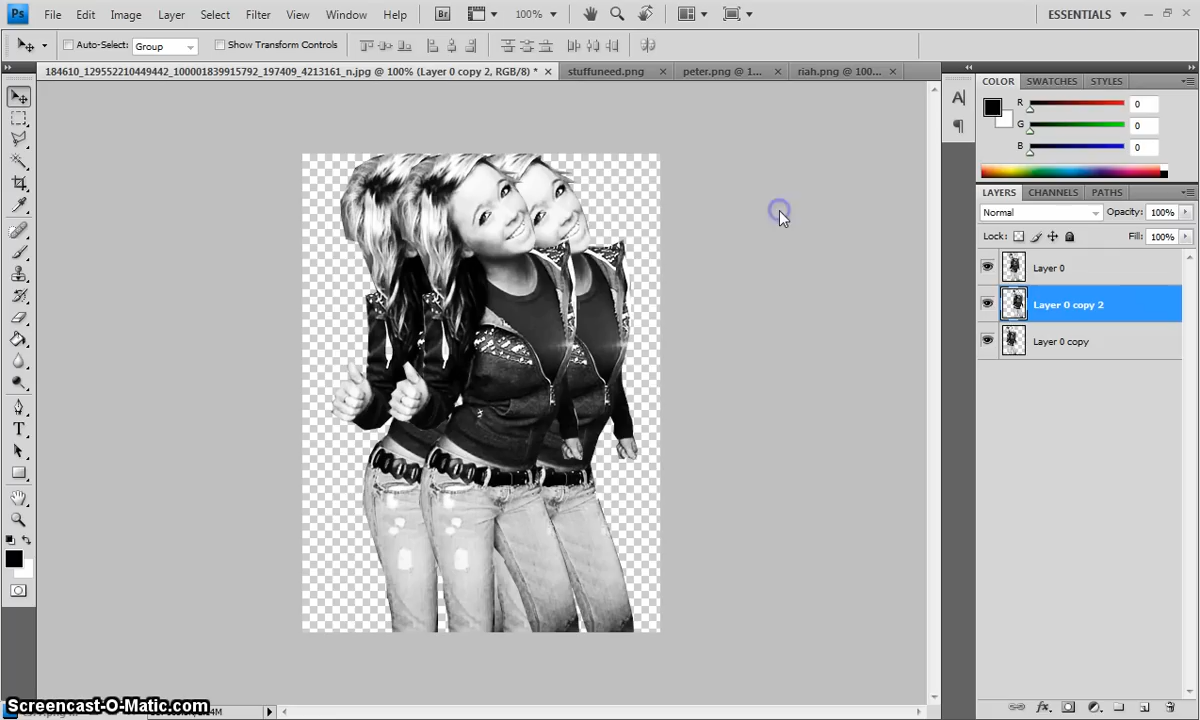 Ps File Edit Image Layer Select Filter View Window Help Br 100% ESSENTIALS
Auto-Select: Group Show Transform Controls
184610_129552210449442_100001839915792_197409_4213161_n.jpg @ 100% (Layer 0 copy 2, RGB/8) * stuffuneed.png peter.png @ 1... riah.png @ 100...
COLOR SWATCHES STYLES
R 0
G 0
B 0
LAYERS CHANNELS PATHS
Normal Opacity: 100%
Lock: Fill: 100%
Layer 0
Layer 0 copy 2
Layer 0 copy
Screencast-O-Matic.com